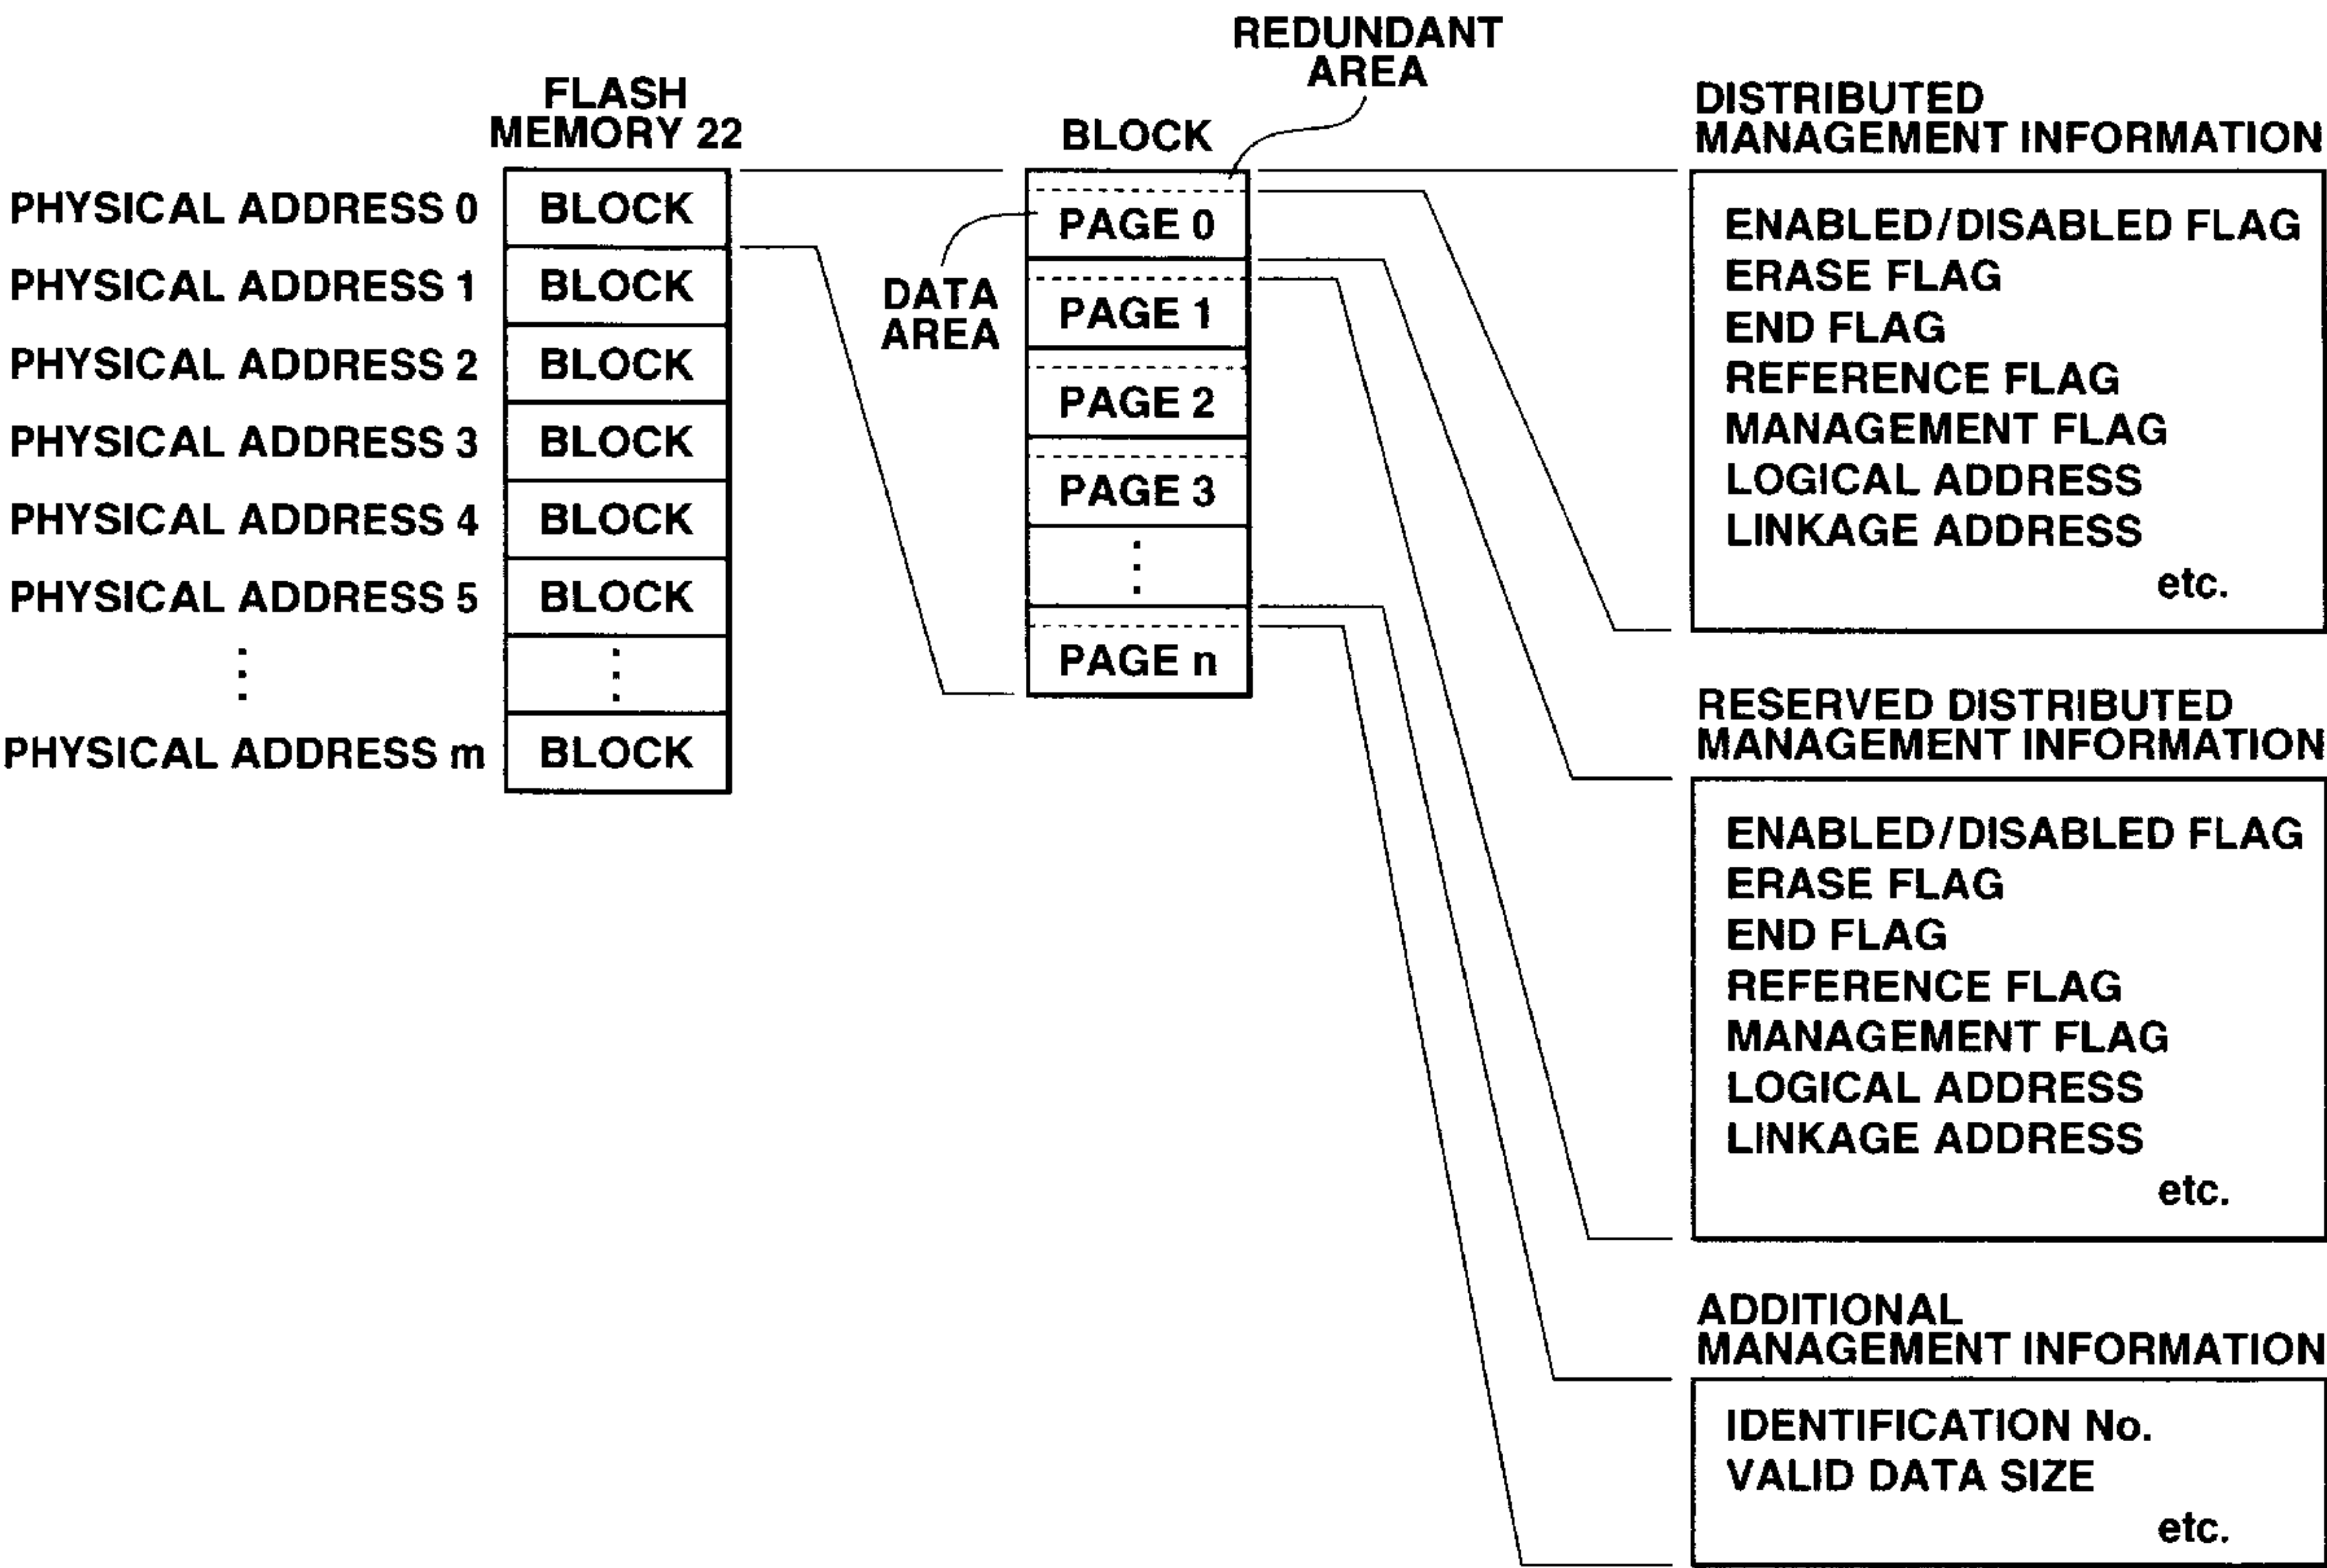 FLASH
MEMORY 22
PHYSICAL ADDRESS 0
BLOCK
PHYSICAL ADDRESS 1
BLOCK
PHYSICAL ADDRESS 2
BLOCK
PHYSICAL ADDRESS 3
BLOCK
PHYSICAL ADDRESS 4
BLOCK
PHYSICAL ADDRESS 5
BLOCK
PHYSICAL ADDRESS m
BLOCK
REDUNDANT
AREA
BLOCK
DATA
AREA
PAGE 0
PAGE 1
PAGE 2
PAGE 3
PAGE n
DISTRIBUTED
MANAGEMENT INFORMATION
ENABLED/DISABLED FLAG
ERASE FLAG
END FLAG
REFERENCE FLAG
MANAGEMENT FLAG
LOGICAL ADDRESS
LINKAGE ADDRESS
etc.
RESERVED DISTRIBUTED
MANAGEMENT INFORMATION
ENABLED/DISABLED FLAG
ERASE FLAG
END FLAG
REFERENCE FLAG
MANAGEMENT FLAG
LOGICAL ADDRESS
LINKAGE ADDRESS
etc.
ADDITIONAL
MANAGEMENT INFORMATION
IDENTIFICATION No.
VALID DATA SIZE
etc.